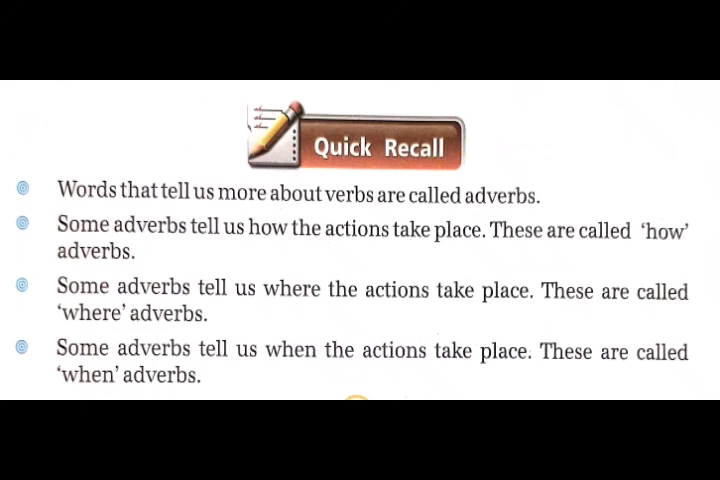 Quick Recall
Words that tell us more about verbs are called adverbs.
Some adverbs tell us how the actions take place. These are called ‘how’
adverbs.
Some adverbs tell us where the actions take place. These are called
‘where’ adverbs.
Some adverbs tell us when the actions take place. These are called
‘when’ adverbs.